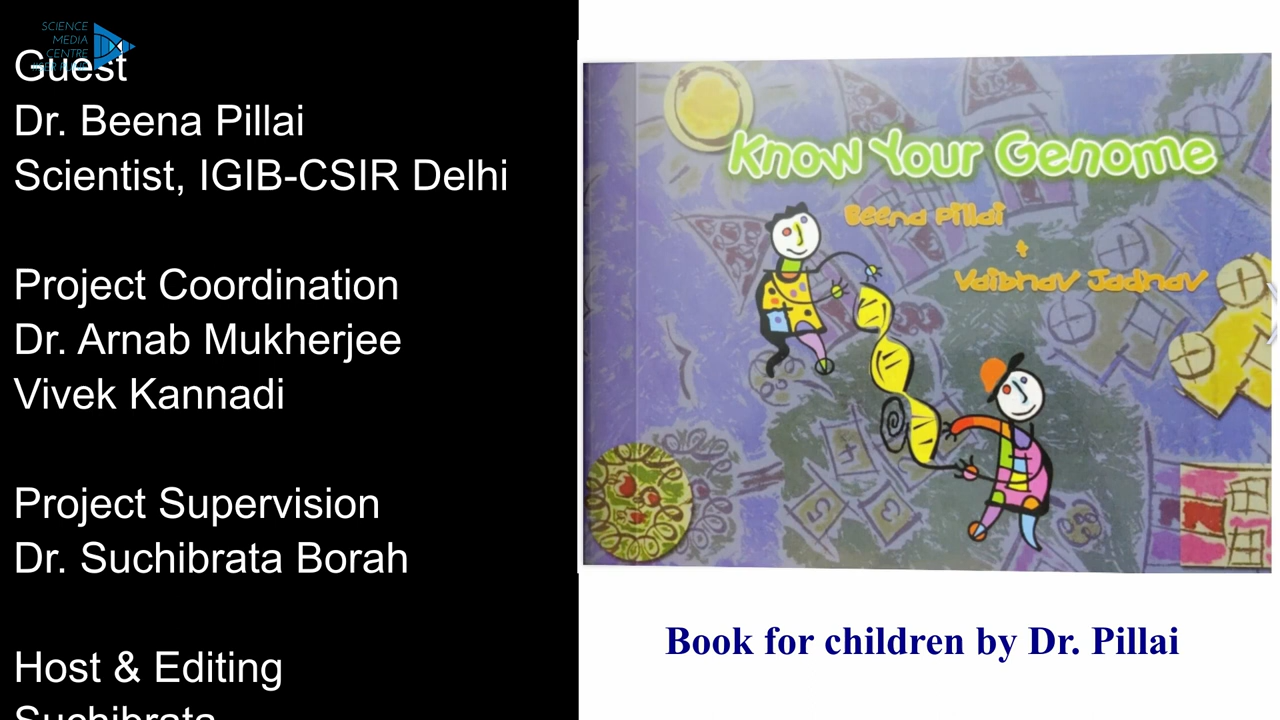 SCIENCE
MEDIA
CENTRE
Guest
Dr. Beena Pillai
Scientist, IGIB-CSIR Delhi
Project Coordination
Dr. Arnab Mukherjee
Vivek Kannadi
Project Supervision
Dr. Suchibrata Borah
Host & Editing
Suchibrata
Know Your Genome
Beena Pillai
&
Vaibhav Jadhav
Book for children by Dr. Pillai